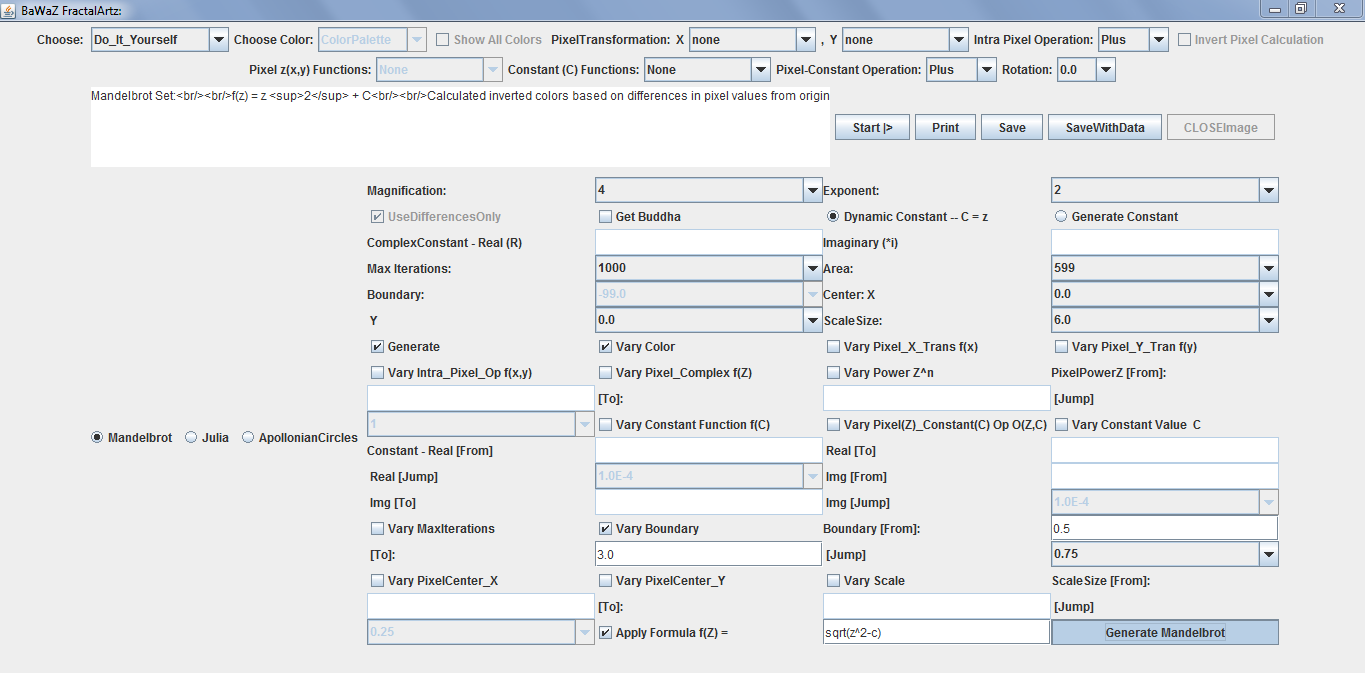 BaWaZ FractalArtz:
Choose: Do_It_Yourself Choose Color: ColorPalette Show All Colors PixelTransformation: X none , Y none Intra Pixel Operation: Plus Invert Pixel Calculation
Pixel z(x,y) Functions: None Constant (C) Functions: None Pixel-Constant Operation: Plus Rotation: 0.0
Mandelbrot Set:<br/><br/>f(z) = z <sup>2</sup> + C<br/><br/>Calculated inverted colors based on differences in pixel values from origin
Start |> Print Save SaveWithData CLOSEImage
Magnification: 4 Exponent: 2
UseDifferencesOnly Get Buddha Dynamic Constant -- C = z Generate Constant
ComplexConstant - Real (R) Imaginary (*i)
Max Iterations: 1000 Area: 599
Boundary: -99.0 Center: X 0.0
Y 0.0 ScaleSize: 6.0
Generate Vary Color Vary Pixel_X_Trans f(x) Vary Pixel_Y_Tran f(y)
Vary Intra_Pixel_Op f(x,y) Vary Pixel_Complex f(Z) Vary Power Z^n PixelPowerZ [From]:
[To]: [Jump]
1 Vary Constant Function f(C) Vary Pixel(Z)_Constant(C) Op O(Z,C) Vary Constant Value C
Mandelbrot Julia ApollonianCircles
Constant - Real [From] Real [To]
Real [Jump] 1.0E-4 Img [From]
Img [To] Img [Jump] 1.0E-4
Vary MaxIterations Vary Boundary Boundary [From]: 0.5
[To]: 3.0 [Jump] 0.75
Vary PixelCenter_X Vary PixelCenter_Y Vary Scale ScaleSize [From]:
[To]: [Jump]
0.25 Apply Formula f(Z) = sqrt(z^2-c) Generate Mandelbrot